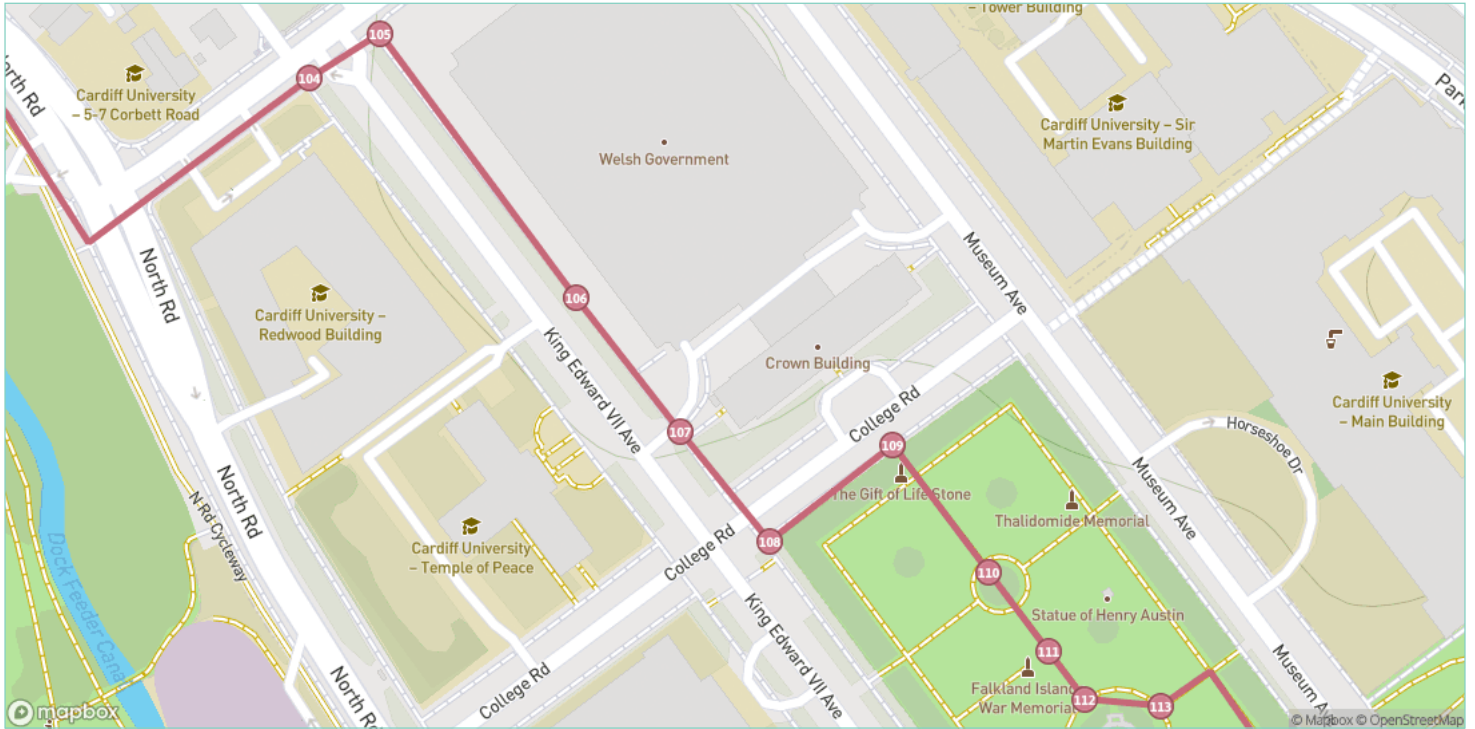 – Tower Building
105
North Rd
104
Cardiff University
– 5-7 Corbett Road
Park
Cardiff University – Sir
Martin Evans Building
Welsh Government
North Rd
Museum Ave
106
Cardiff University –
Redwood Building
King Edward VII Ave
Crown Building
College Rd
Cardiff University
– Main Building
107
109
Horseshoe Dr
The Gift of Life Stone
Thalidomide Memorial
Museum Ave
North Rd
N Rd Cycleway
108
College Rd
Cardiff University
– Temple of Peace
Dock Feeder Canal
110
Statue of Henry Austin
King Edward VII Ave
111
College Rd
North Rd
Falkland Island
War Memorial
112
113
Museum Ave
mapbox
© Mapbox © OpenStreetMap